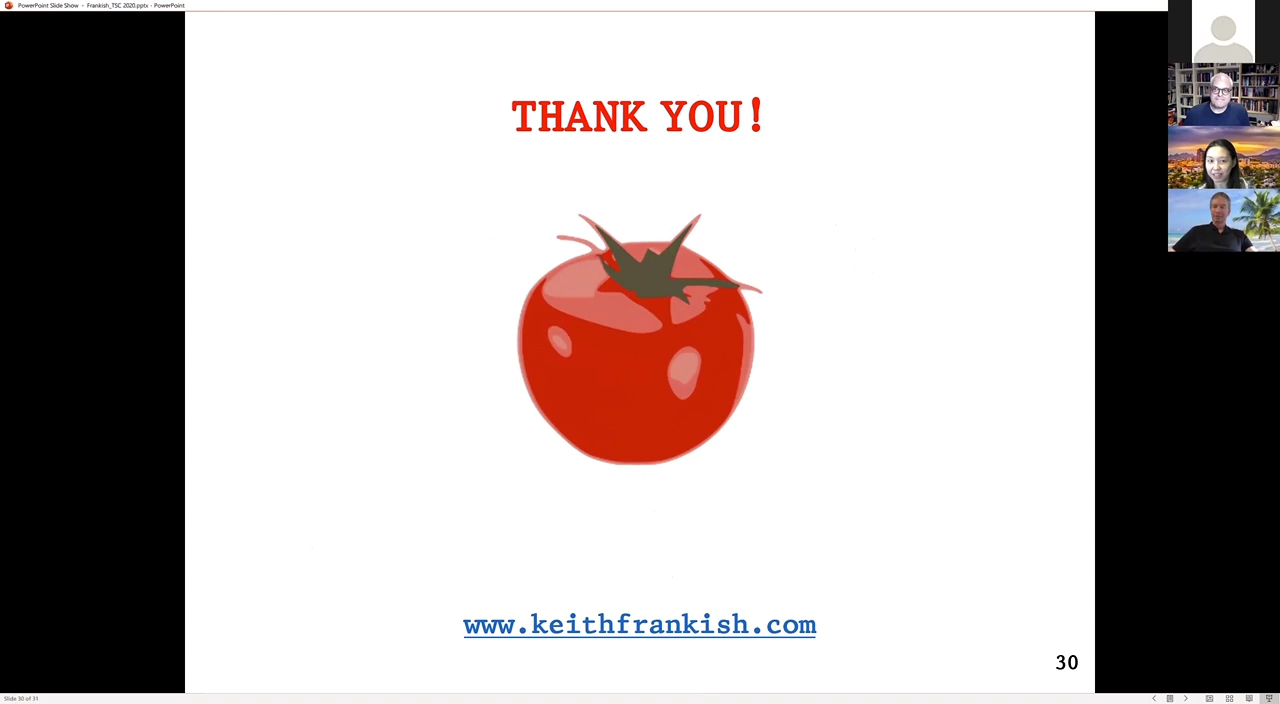 PowerPoint Slide Show - Frankish_TSC 2020.pptx - PowerPoint
THANK YOU!
www.keithfrankish.com
30
Slide 30 of 31